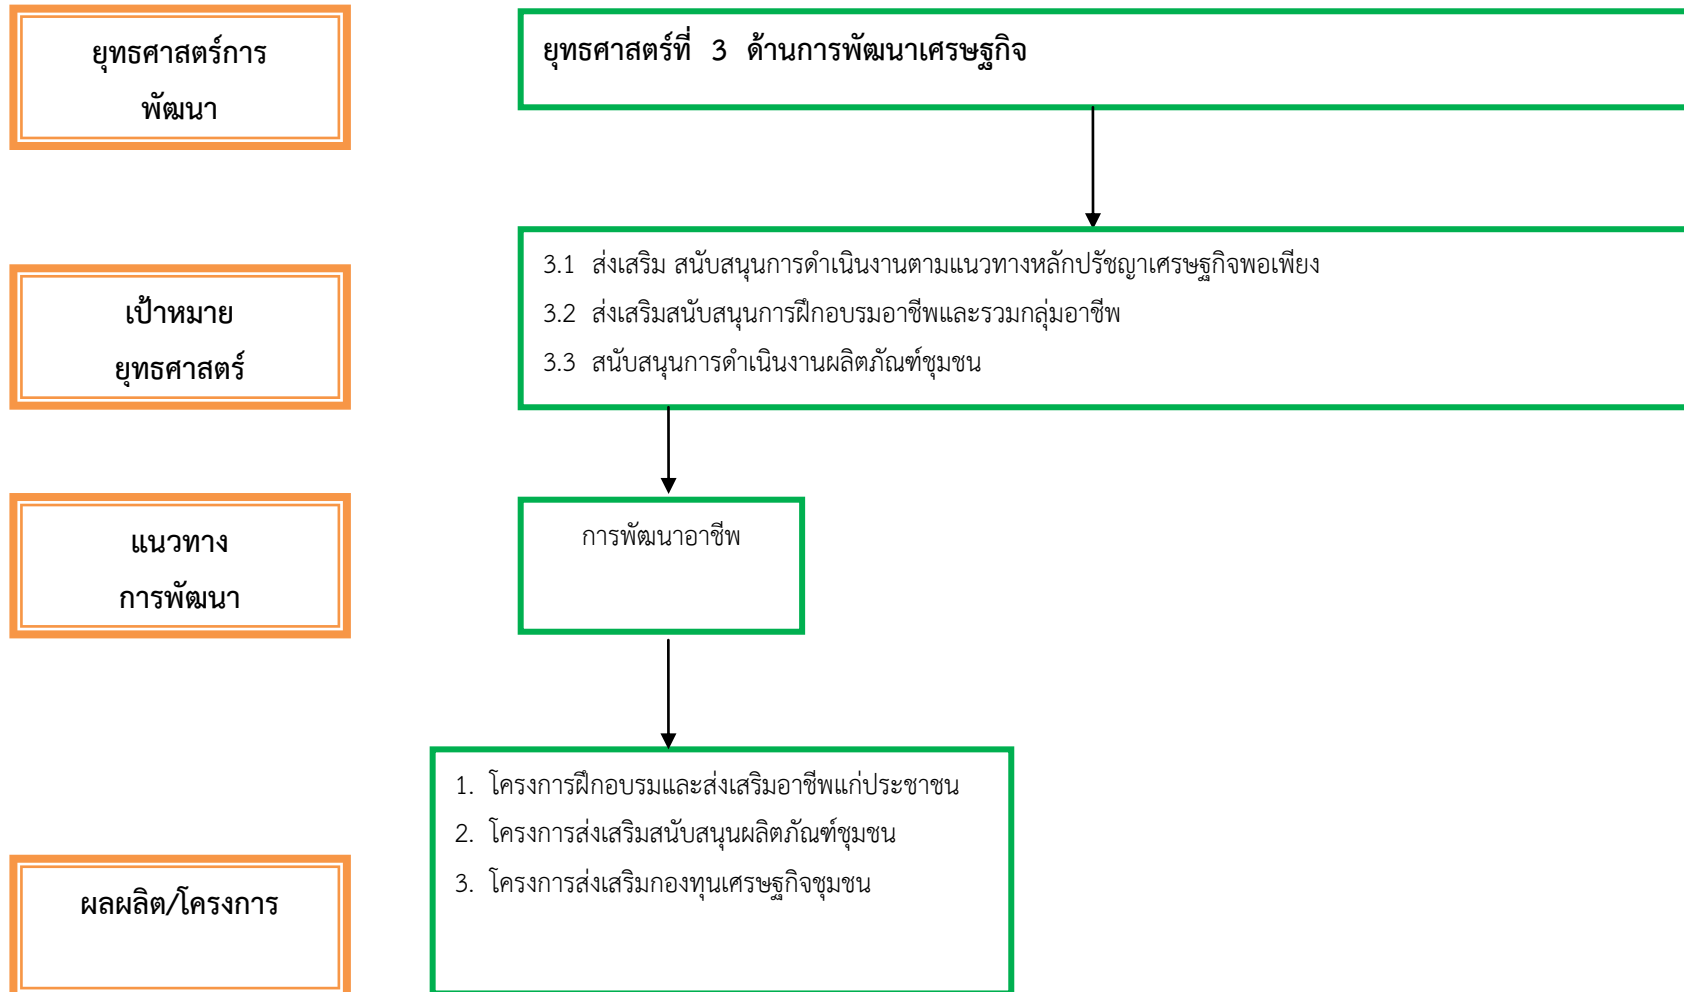 ยุทธศาสตร์การ
พัฒนา
ยุทธศาสตร์ที่ 3 ด้านการพัฒนาเศรษฐกิจ
เป้าหมาย
ยุทธศาสตร์
3.1 ส่งเสริม สนับสนุนการดำเนินงานตามแนวทางหลักปรัชญาเศรษฐกิจพอเพียง
3.2 ส่งเสริมสนับสนุนการฝึกอบรมอาชีพและรวมกลุ่มอาชีพ
3.3 สนับสนุนการดำเนินงานผลิตภัณฑ์ชุมชน
แนวทาง
การพัฒนา
การพัฒนาอาชีพ
ผลผลิต/โครงการ
1. โครงการฝึกอบรมและส่งเสริมอาชีพแก่ประชาชน
2. โครงการส่งเสริมสนับสนุนผลิตภัณฑ์ชุมชน
3. โครงการส่งเสริมกองทุนเศรษฐกิจชุมชน